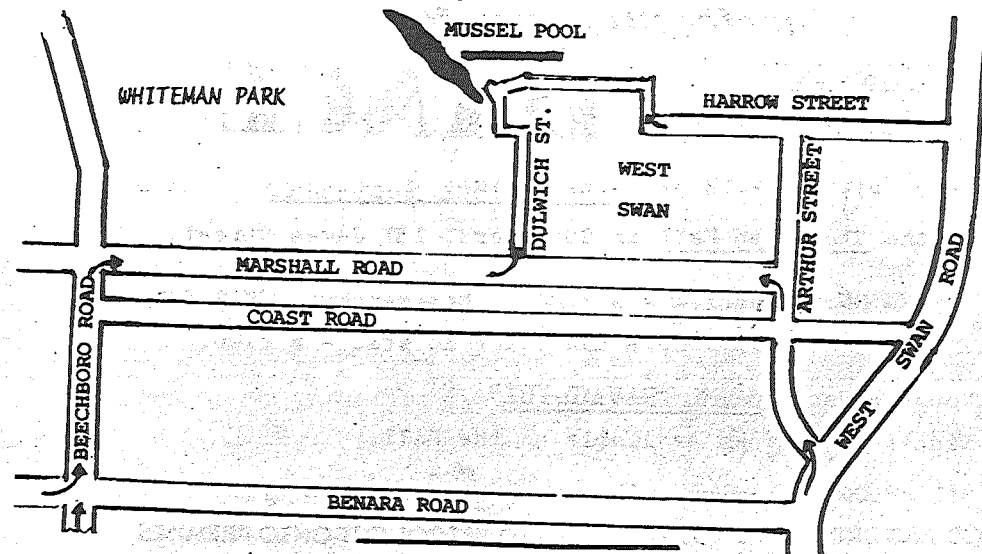 MUSSEL POOL
WHITEMAN PARK
HARROW STREET
DULWICH ST.
WEST
SWAN
ARTHUR STREET
MARSHALL ROAD
COAST ROAD
BEECHBORO ROAD
WEST SWAN ROAD
BENARA ROAD